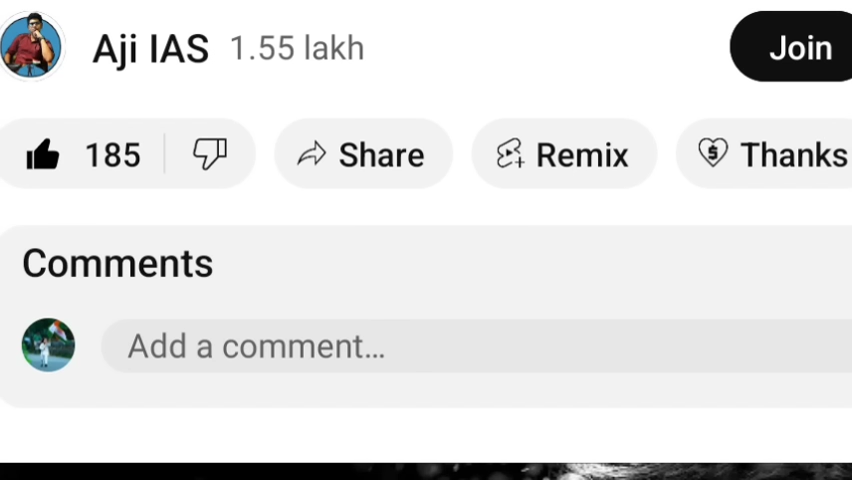 Aji IAS 1.55 lakh Join
185 Share Remix Thanks
Comments
Add a comment...